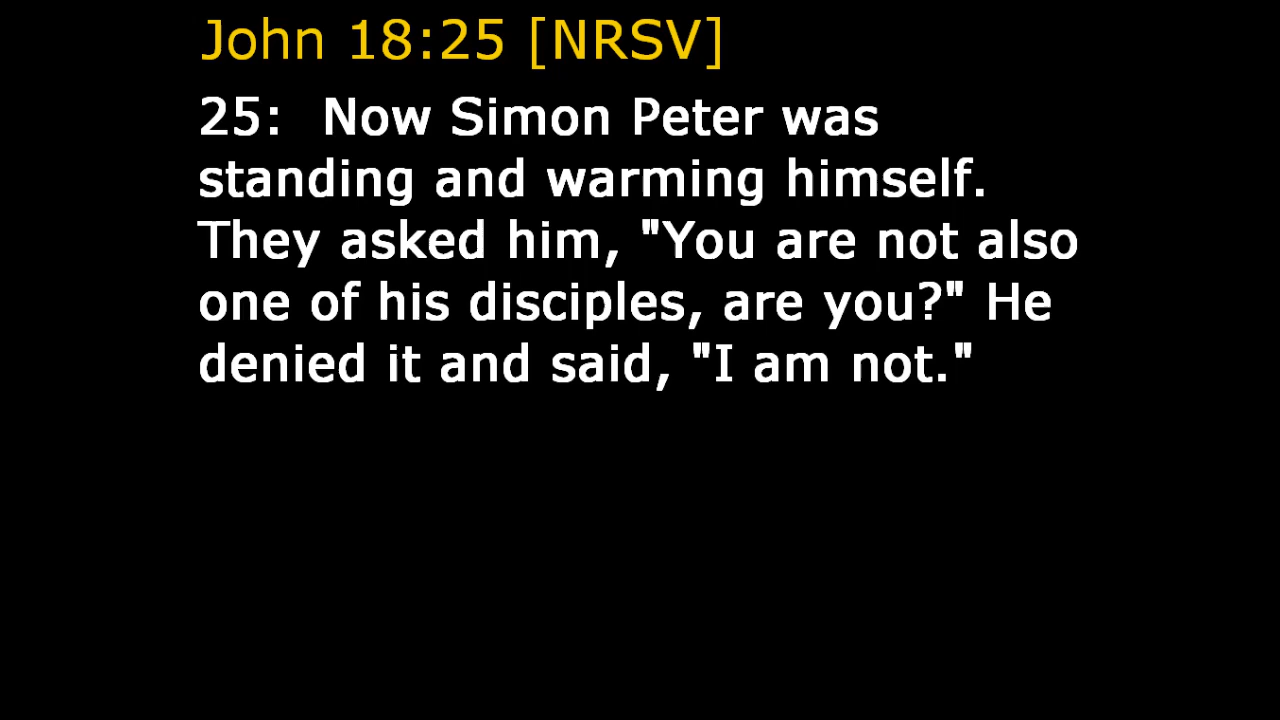 John 18:25 [NRSV]
25:  Now Simon Peter was
standing and warming himself.
They asked him, "You are not also
one of his disciples, are you?" He
denied it and said, "I am not."